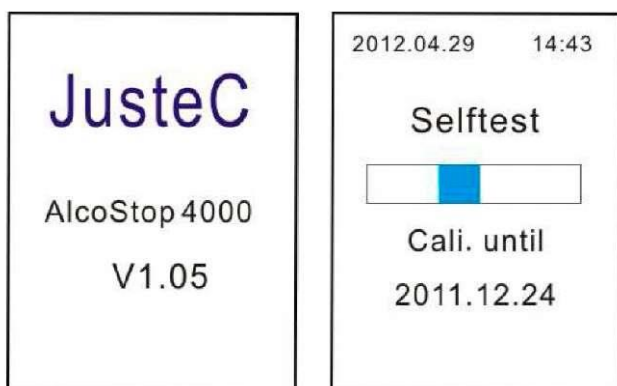 JusteC
AlcoStop 4000
V1.05
2012.04.29 14:43
Selftest
Cali. until
2011.12.24